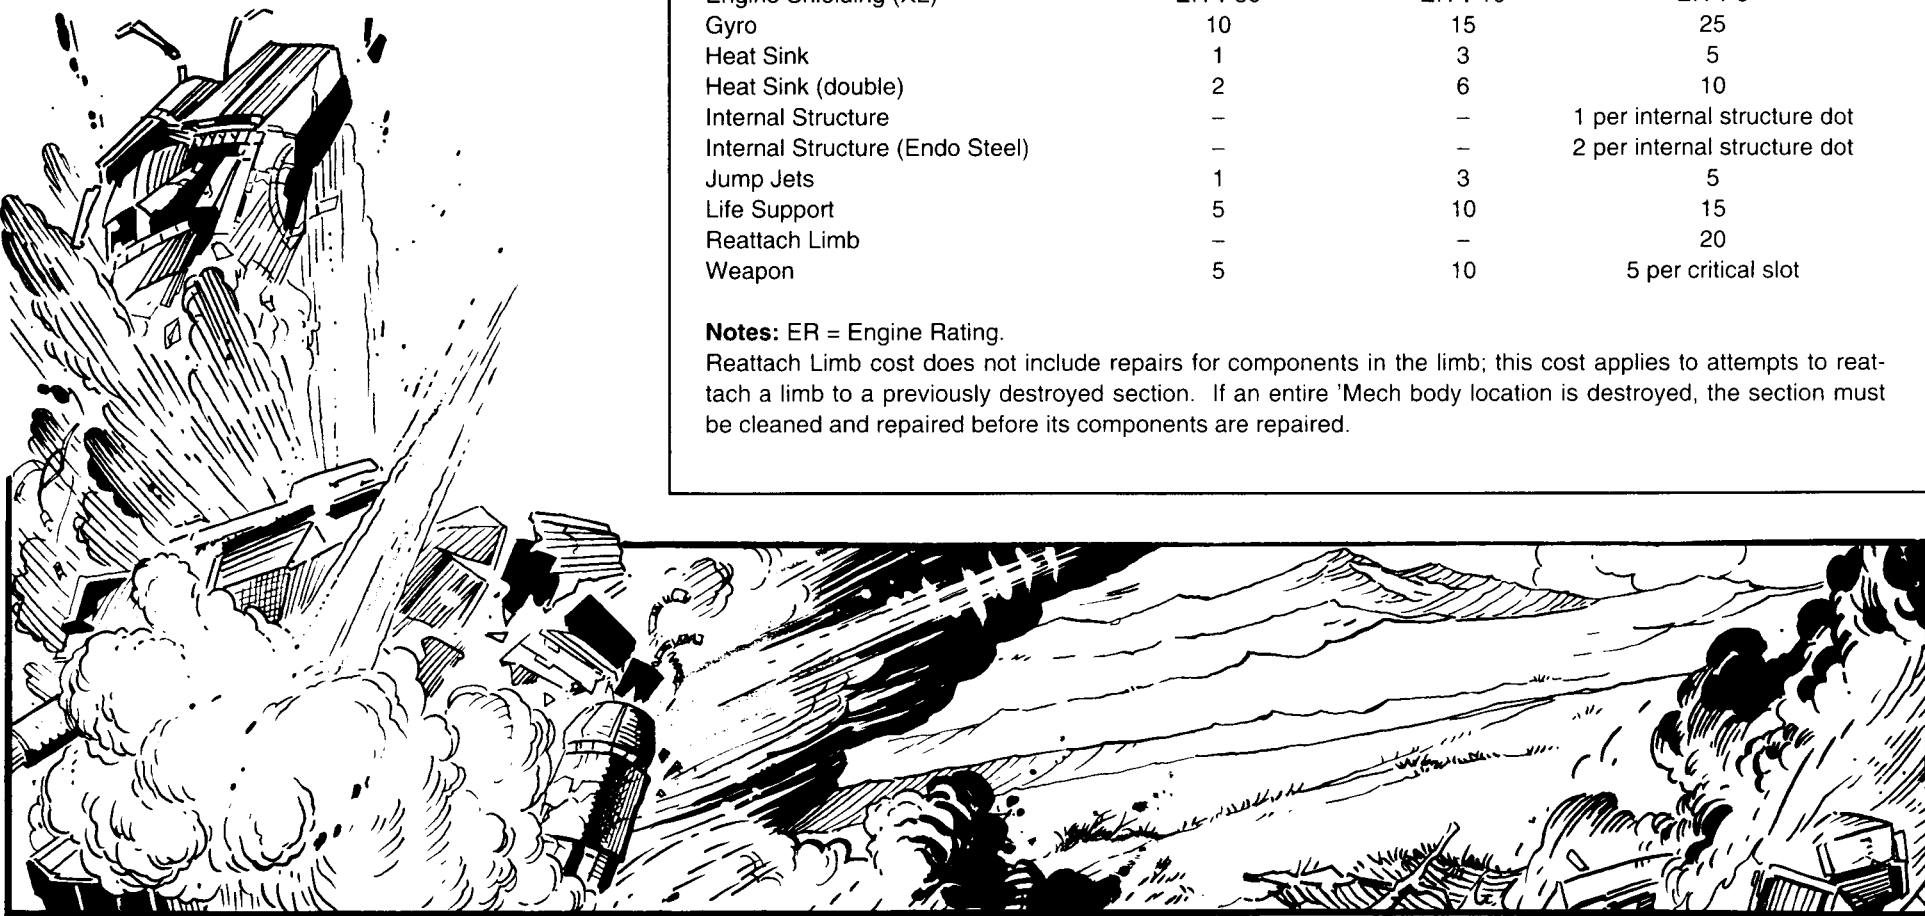 Gyro 10 15 25
Heat Sink 1 3 5
Heat Sink (double) 2 6 10
Internal Structure – – 1 per internal structure dot
Internal Structure (Endo Steel) – – 2 per internal structure dot
Jump Jets 1 3 5
Life Support 5 10 15
Reattach Limb – – 20
Weapon 5 10 5 per critical slot
Notes: ER = Engine Rating.
Reattach Limb cost does not include repairs for components in the limb; this cost applies to attempts to reat-
tach a limb to a previously destroyed section. If an entire 'Mech body location is destroyed, the section must
be cleaned and repaired before its components are repaired.